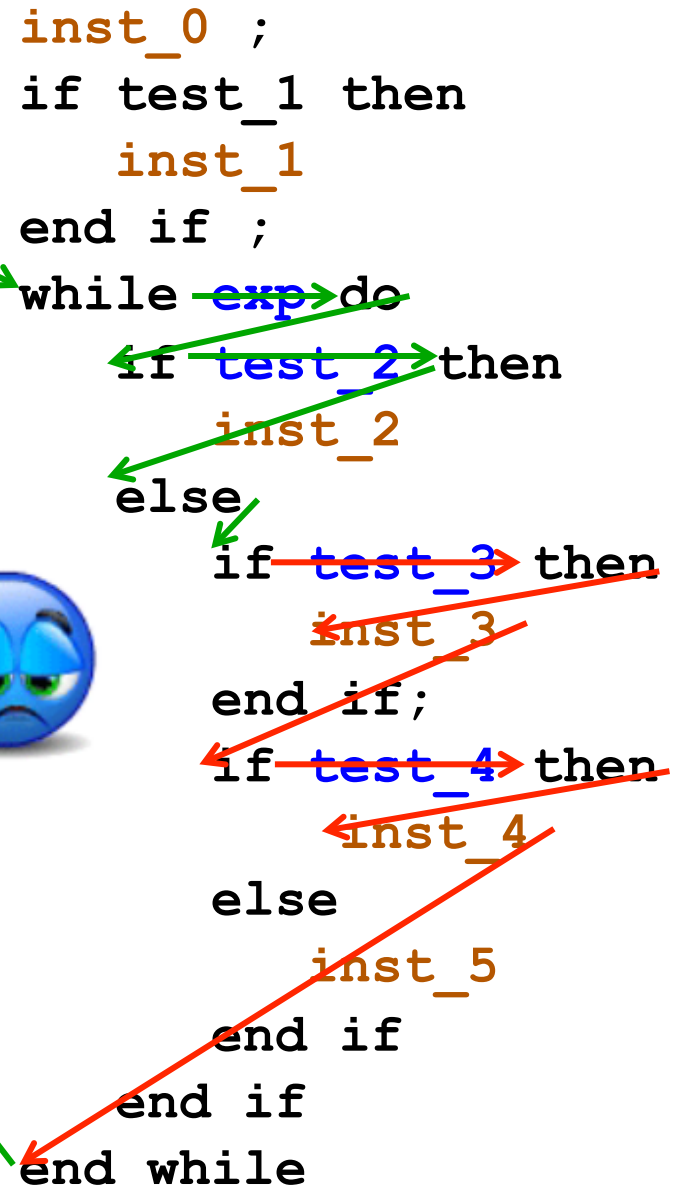 inst_0 ;
if test_1 then
inst_1
end if ;
while exp do
if test_2 then
inst_2
else
if test_3 then
inst_3
end if;
if test_4 then
inst_4
else
inst_5
end if
end if
end while